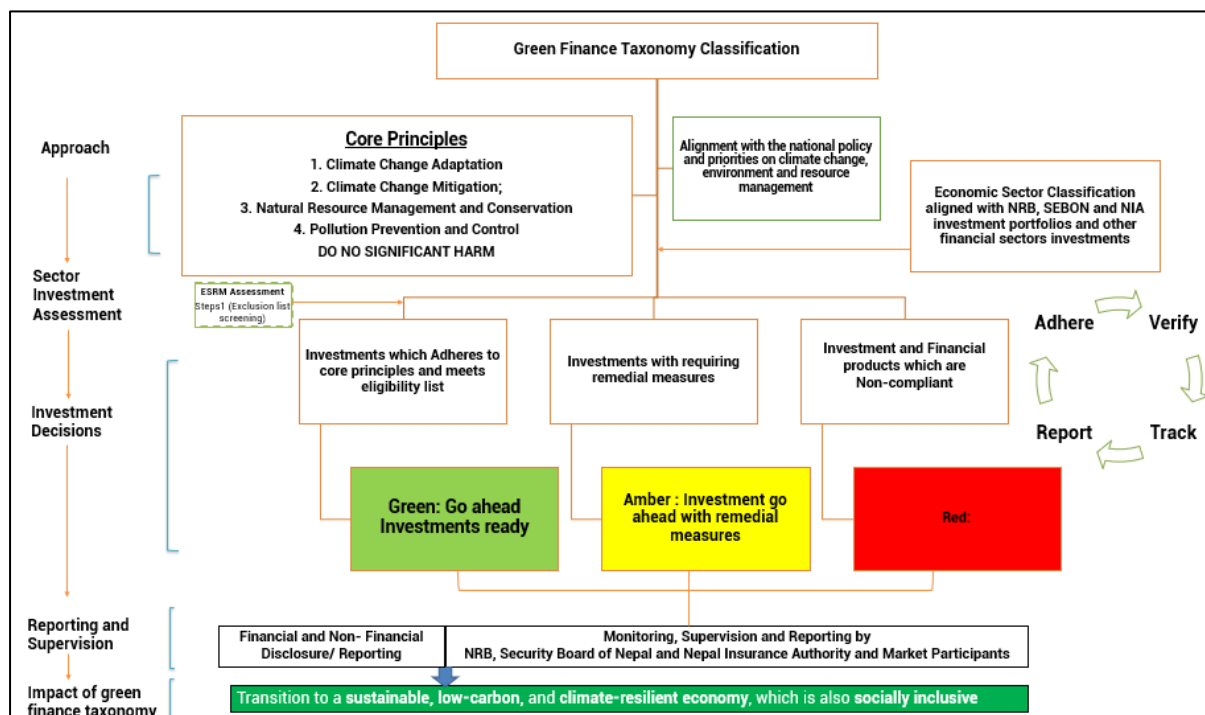 Green Finance Taxonomy Classification
Approach
Core Principles
1. Climate Change Adaptation
2. Climate Change Mitigation;
3. Natural Resource Management and Conservation
4. Pollution Prevention and Control
DO NO SIGNIFICANT HARM
Alignment with the national policy
and priorities on climate change,
environment and resource
management
Economic Sector Classification
aligned with NRB, SEBON and NIA
investment portfolios and other
financial sectors investments
Sector
Investment
Assessment
ESRM Assessment
Steps1 (Exclusion list
screening)
Adhere
Verify
Track
Report
Investments which Adheres to
core principles and meets
eligibility list
Investments with requiring
remedial measures
Investment and Financial
products which are
Non-compliant
Investment
Decisions
Green: Go ahead
Investments ready
Amber : Investment go
ahead with remedial
measures
Red:
Reporting and
Supervision
Financial and Non- Financial
Disclosure/ Reporting
Monitoring, Supervision and Reporting by
NRB, Security Board of Nepal and Nepal Insurance Authority and Market Participants
Impact of green
finance taxonomy
Transition to a sustainable, low-carbon, and climate-resilient economy, which is also socially inclusive